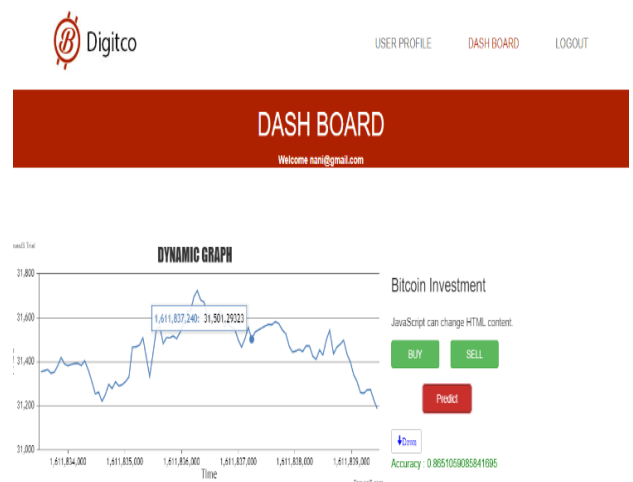 Digitco
USER PROFILE DASH BOARD LOGOUT
DASH BOARD
Welcome nani@gmail.com
DYNAMIC GRAPH
31,800
31,600
31,400
31,200
31,000
1,611,837,240: 31,501.29323
1,611,834,000 1,611,835,000 1,611,836,000 1,611,837,000 1,611,838,000 1,611,839,000
Time
Bitcoin Investment
JavaScript can change HTML content.
BUY SELL
Predict
Down
Accuracy : 0.8651059085841695